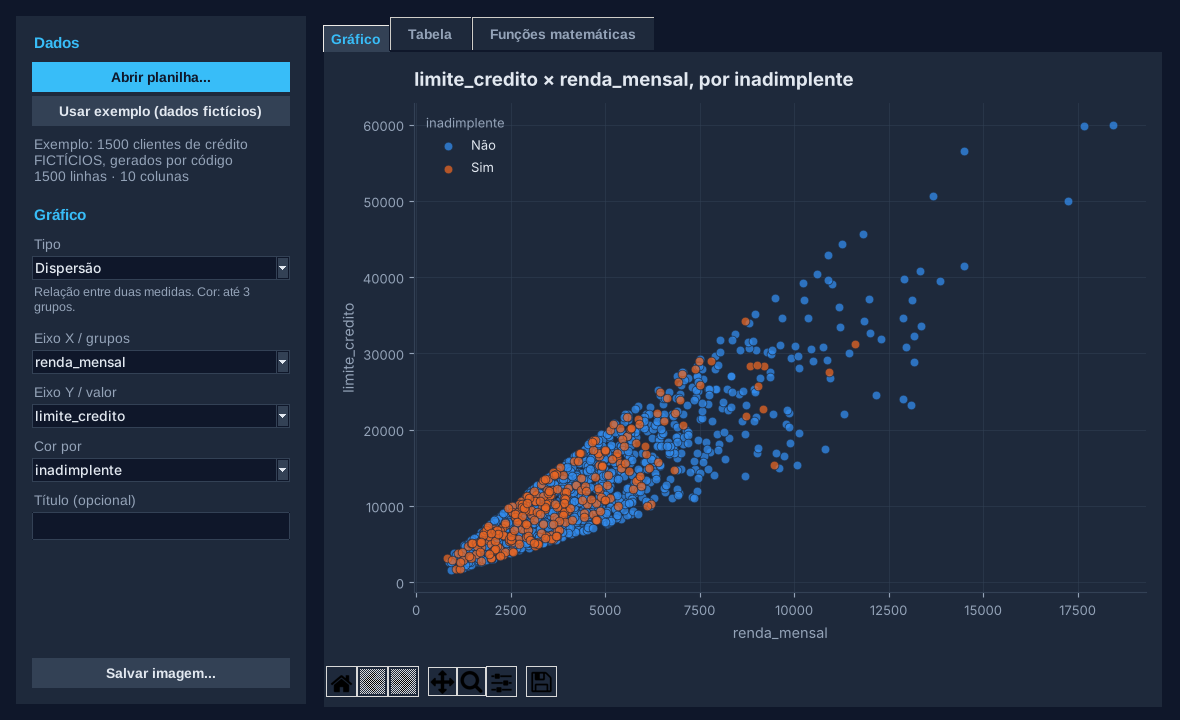 Dados
Abrir planilha...
Usar exemplo (dados fictícios)
Exemplo: 1500 clientes de crédito
FICTÍCIOS, gerados por código
1500 linhas · 10 colunas
Gráfico
Tipo
Dispersão
Relação entre duas medidas. Cor: até 3
grupos.
Eixo X / grupos
renda_mensal
Eixo Y / valor
limite_credito
Cor por
inadimplente
Título (opcional)
Salvar imagem...
Gráfico
Tabela
Funções matemáticas
limite_credito × renda_mensal, por inadimplente
inadimplente
Não
Sim
60000
50000
40000
30000
20000
10000
0
limite_credito
0
2500
5000
7500
10000
12500
15000
17500
renda_mensal